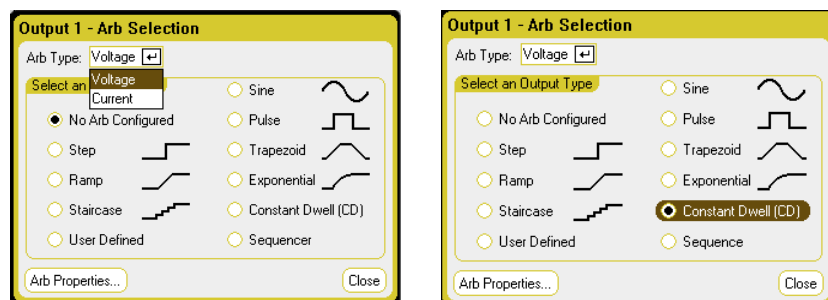 Output 1 - Arb Selection
Arb Type: Voltage
Voltage
Current
Select an
No Arb Configured
Step
Ramp
Staircase
User Defined
Sine
Pulse
Trapezoid
Exponential
Constant Dwell (CD)
Sequencer
Arb Properties...
Close
Output 1 - Arb Selection
Arb Type: Voltage
Select an Output Type
No Arb Configured
Step
Ramp
Staircase
User Defined
Sine
Pulse
Trapezoid
Exponential
Constant Dwell (CD)
Sequence
Arb Properties...
Close